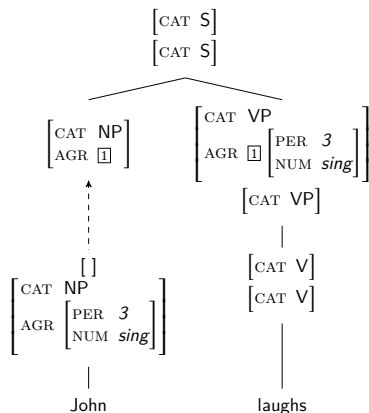 [CAT S]
[CAT S]
[CAT NP
AGR 1]
[CAT VP
AGR 1 [PER 3
NUM sing]]
[CAT VP]
[ ]
[CAT NP
AGR [PER 3
NUM sing]]
[CAT V]
[CAT V]
John
laughs